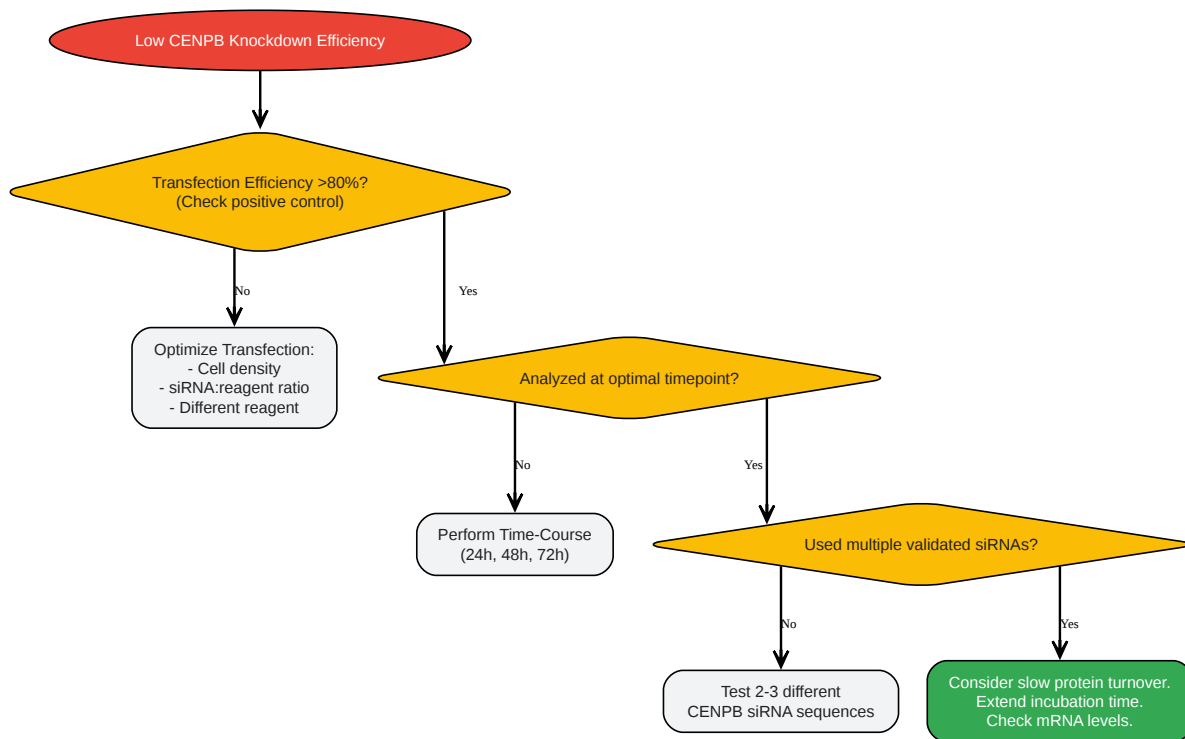 Low CENPB Knockdown Efficiency
Transfection Efficiency >80%?
(Check positive control)
No
Yes
Optimize Transfection:
- Cell density
- siRNA:reagent ratio
- Different reagent
Analyzed at optimal timepoint?
No
Yes
Perform Time-Course
(24h, 48h, 72h)
Used multiple validated siRNAs?
No
Yes
Test 2-3 different
CENPB siRNA sequences
Consider slow protein turnover.
Extend incubation time.
Check mRNA levels.